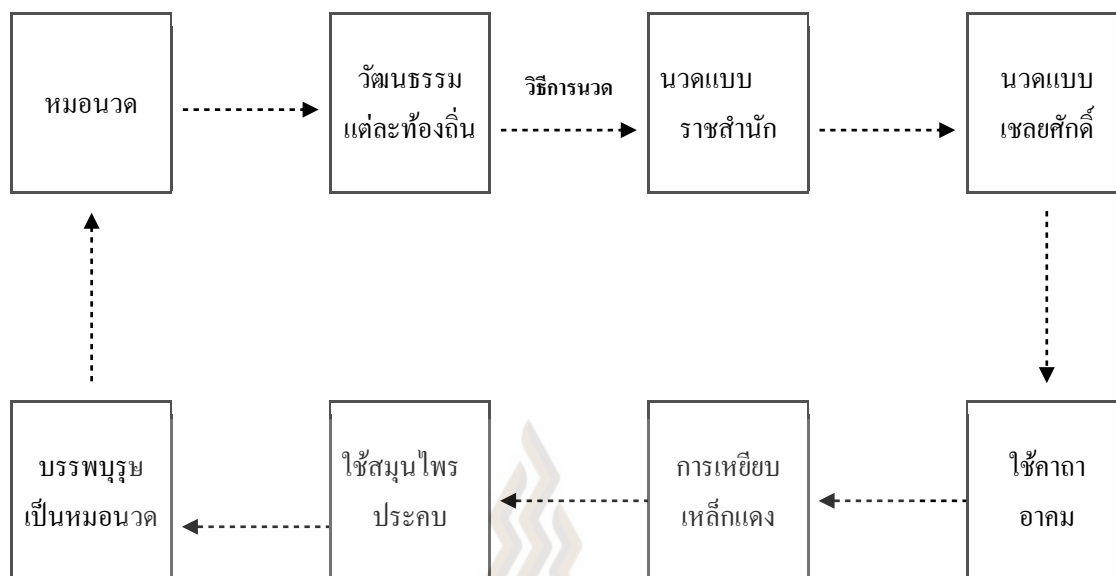 หมอนวด
วัฒนธรรม
แต่ละท้องถิ่น
วิธีการนวด
นวดแบบ
ราชสำนัก
นวดแบบ
เชลยศักดิ์
บรรพบุรุษ
เป็นหมอนวด
ใช้สมุนไพร
ประคบ
การเหยียบ
เหล็กแดง
ใช้คาถา
อาคม